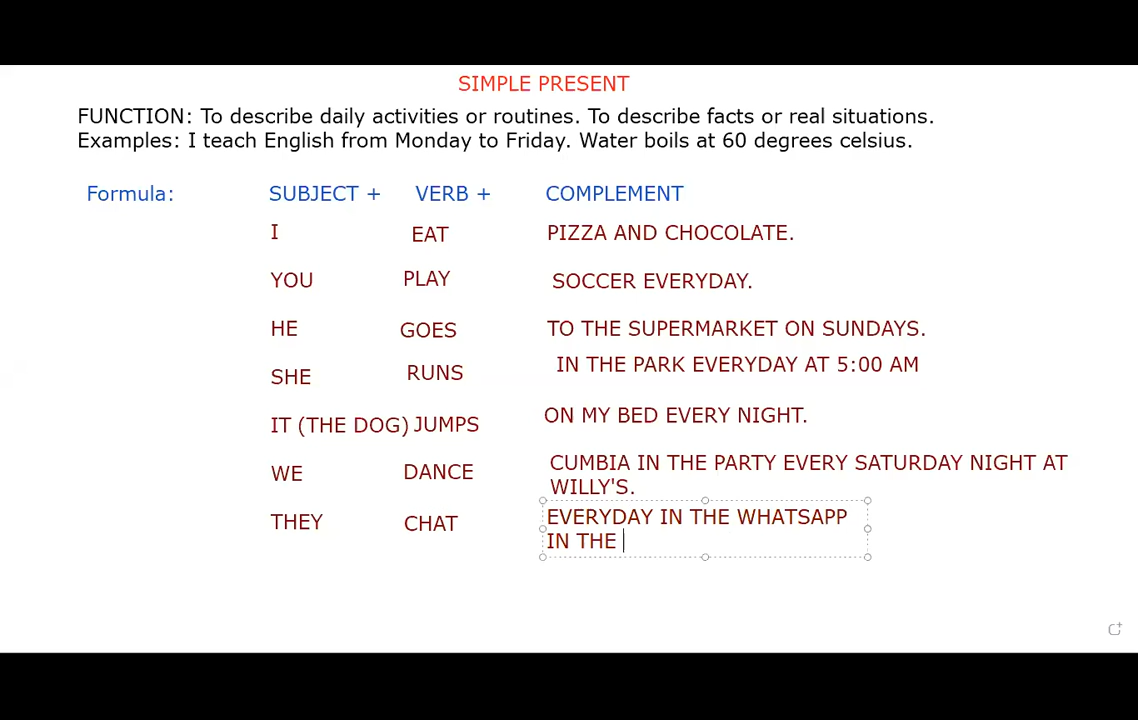 SIMPLE PRESENT
FUNCTION: To describe daily activities or routines. To describe facts or real situations.
Examples: I teach English from Monday to Friday. Water boils at 60 degrees celsius.
Formula: SUBJECT + VERB + COMPLEMENT
I EAT PIZZA AND CHOCOLATE.
YOU PLAY SOCCER EVERYDAY.
HE GOES TO THE SUPERMARKET ON SUNDAYS.
SHE RUNS IN THE PARK EVERYDAY AT 5:00 AM
IT (THE DOG) JUMPS ON MY BED EVERY NIGHT.
WE DANCE CUMBIA IN THE PARTY EVERY SATURDAY NIGHT AT
WILLY'S.
THEY CHAT EVERYDAY IN THE WHATSAPP
IN THE